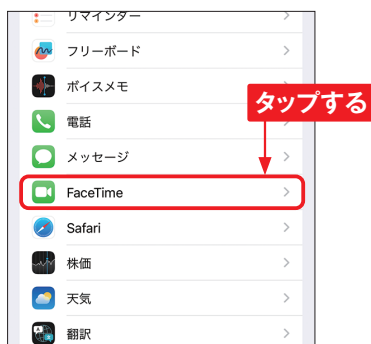 リマインダー
フリーボード
ボイスメモ
タップする
電話
メッセージ
FaceTime
Safari
株価
天気
翻訳